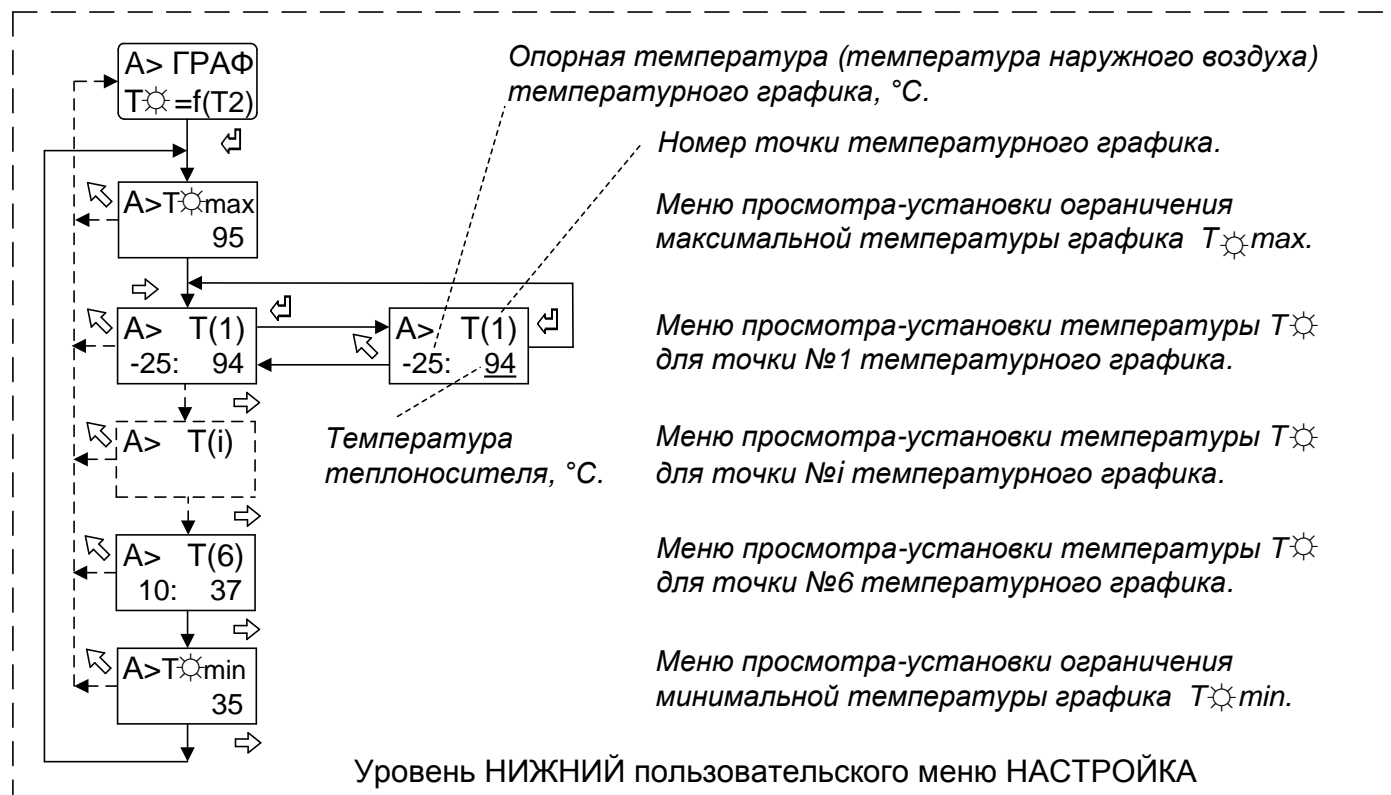 А> ГРАФ
Т☼=f(Т2)
Опорная температура (температура наружного воздуха)
температурного графика, °С.
Номер точки температурного графика.
А>Т☼max
95
Меню просмотра-установки ограничения
максимальной температуры графика Т☼max.
А> Т(1)
-25: 94
А> Т(1)
-25: 94
Меню просмотра-установки температуры Т☼
для точки №1 температурного графика.
А> Т(i)
Температура
теплоносителя, °С.
Меню просмотра-установки температуры Т☼
для точки №i температурного графика.
А> Т(6)
10: 37
Меню просмотра-установки температуры Т☼
для точки №6 температурного графика.
А>Т☼min
35
Меню просмотра-установки ограничения
минимальной температуры графика Т☼min.
Уровень НИЖНИЙ пользовательского меню НАСТРОЙКА